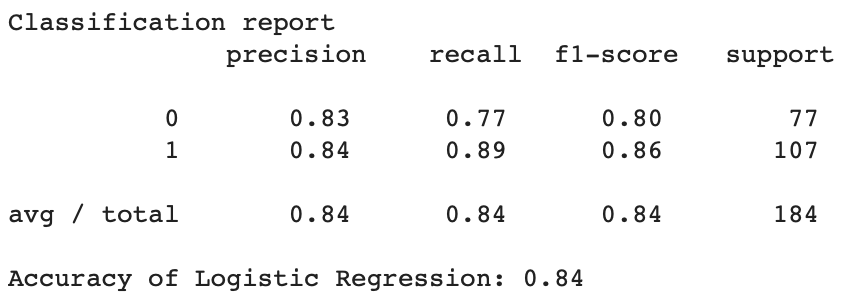 Classification report
precision recall f1-score support
0 0.83 0.77 0.80 77
1 0.84 0.89 0.86 107
avg / total 0.84 0.84 0.84 184
Accuracy of Logistic Regression: 0.84